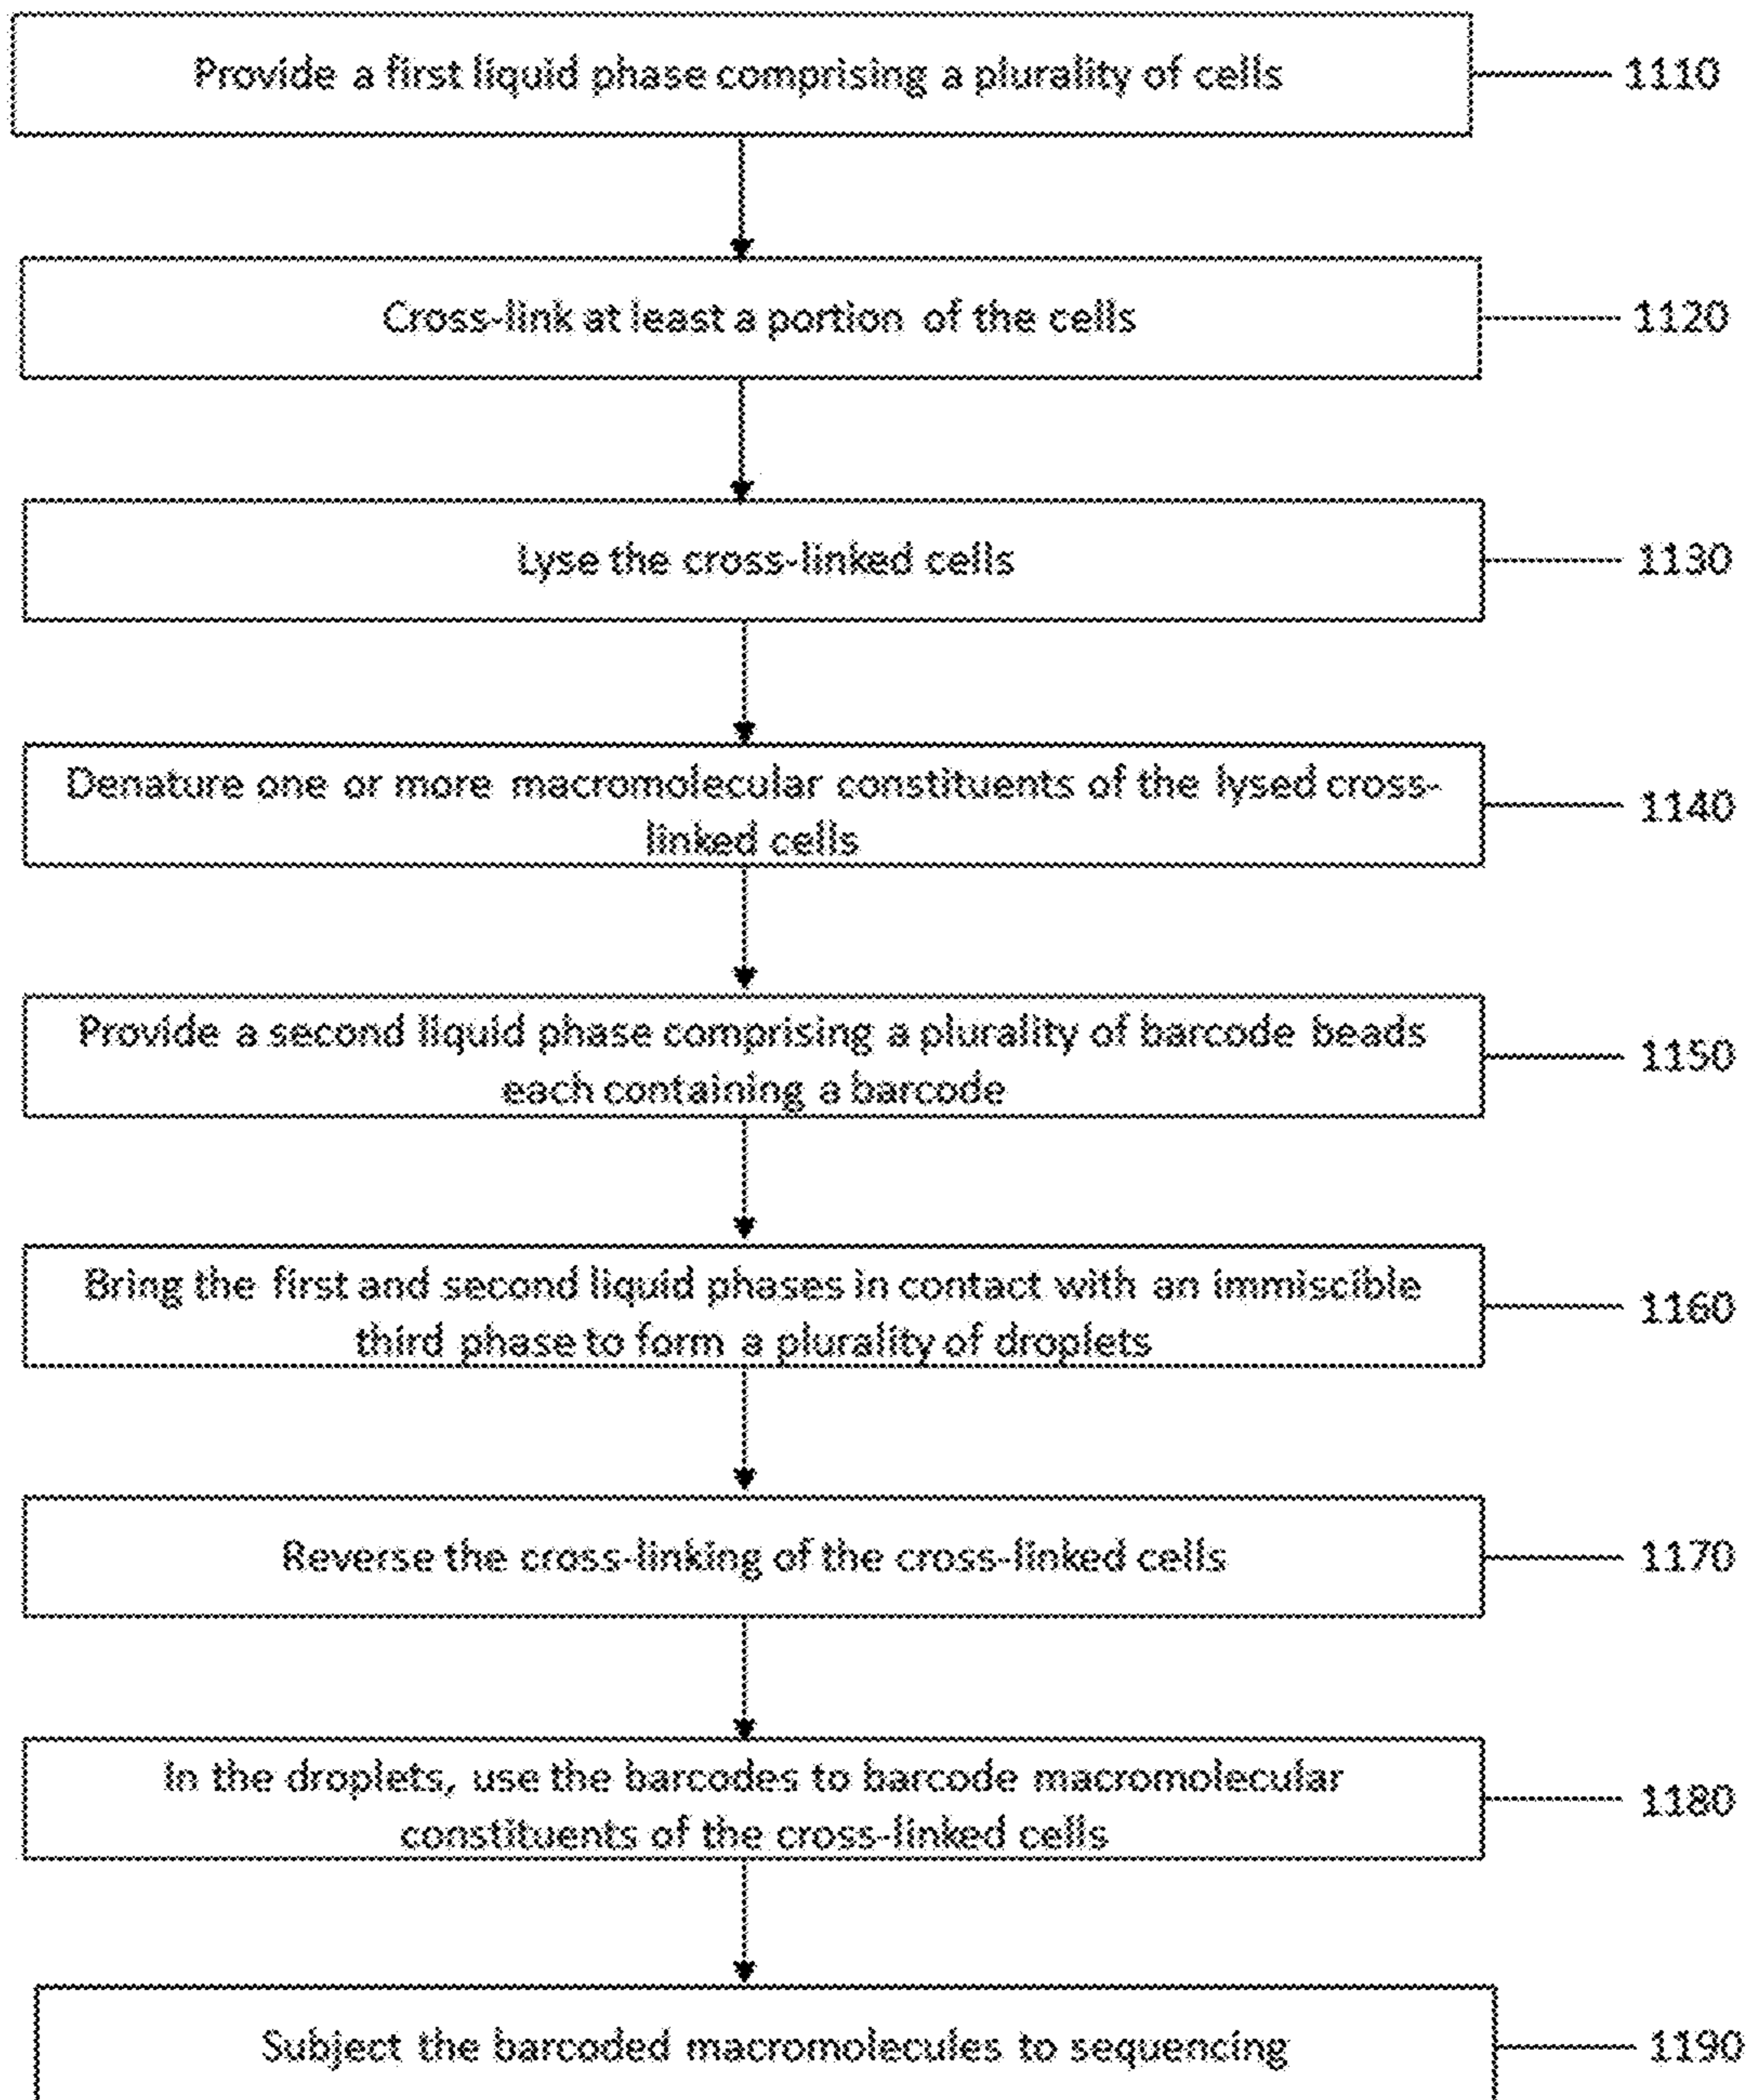 Provide a first liquid phase comprising a plurality of cells
1110
Cross-link at least a portion of the cells
1120
Lyse the cross-linked cells
1130
Denature one or more macromolecular constituents of the lysed cross-
linked cells
1140
Provide a second liquid phase comprising a plurality of barcode beads
each containing a barcode
1150
Bring the first and second liquid phases in contact with an immiscible
third phase to form a plurality of droplets
1160
Reverse the cross-linking of the cross-linked cells
1170
In the droplets, use the barcodes to barcode macromolecular
constituents of the cross-linked cells
1180
Subject the barcoded macromolecules to sequencing
1190